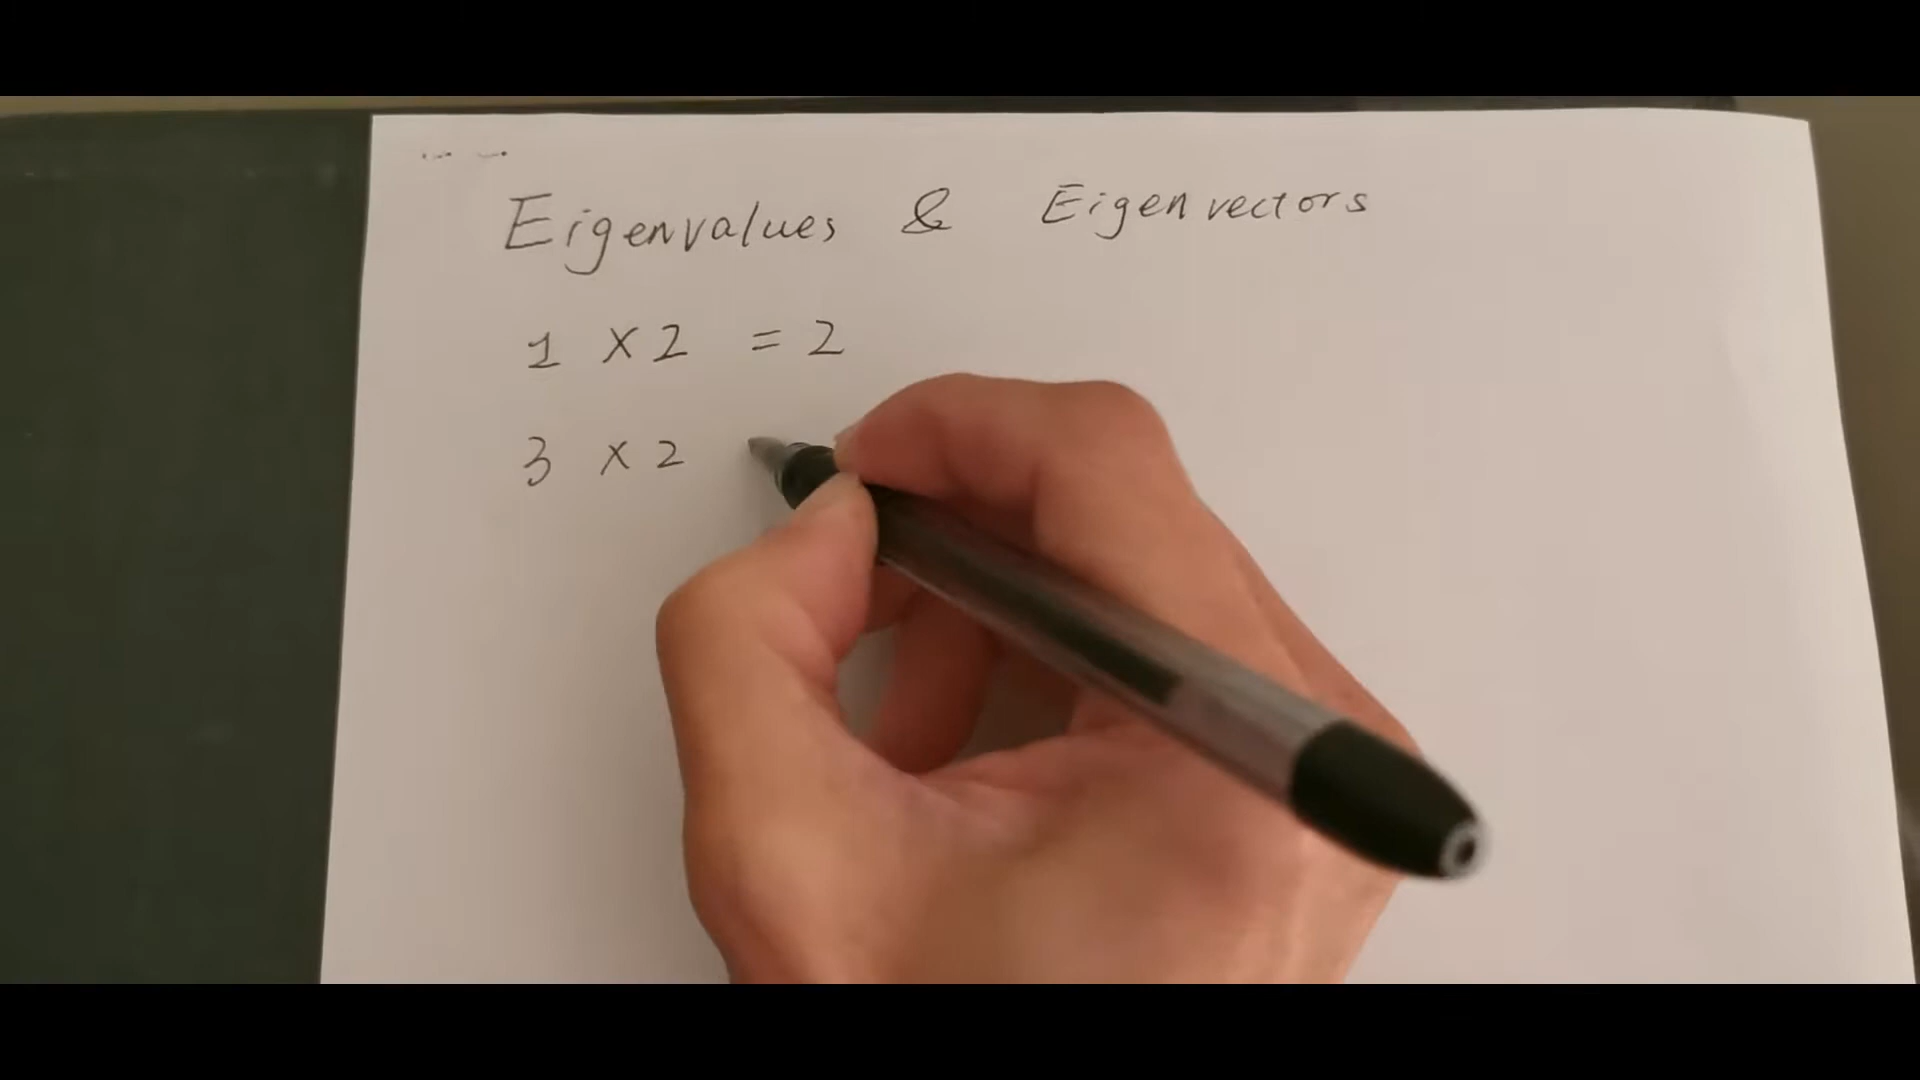 Eigenvalues & Eigenvectors
1 x 2 = 2
3 x 2